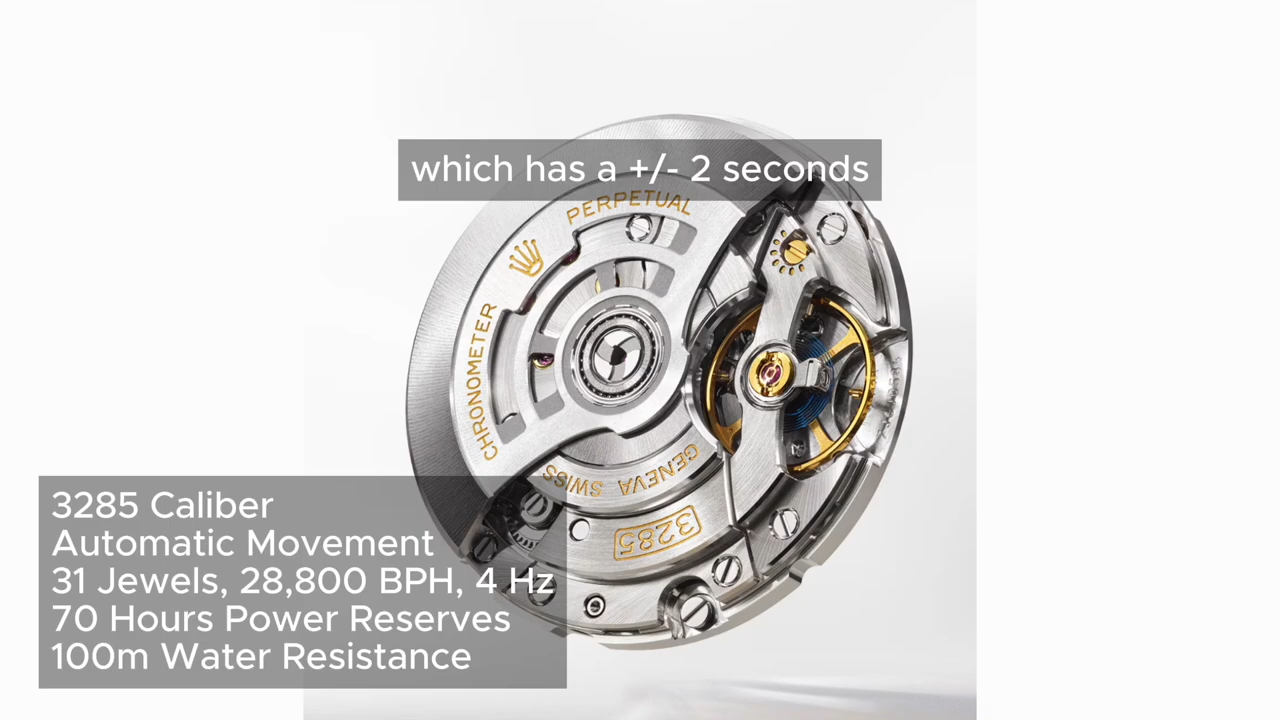 which has a +/- 2 seconds
PERPETUAL
CHRONOMETER
GENEVA SWISS
3285
3285 Caliber
Automatic Movement
31 Jewels, 28,800 BPH, 4 Hz
70 Hours Power Reserves
100m Water Resistance